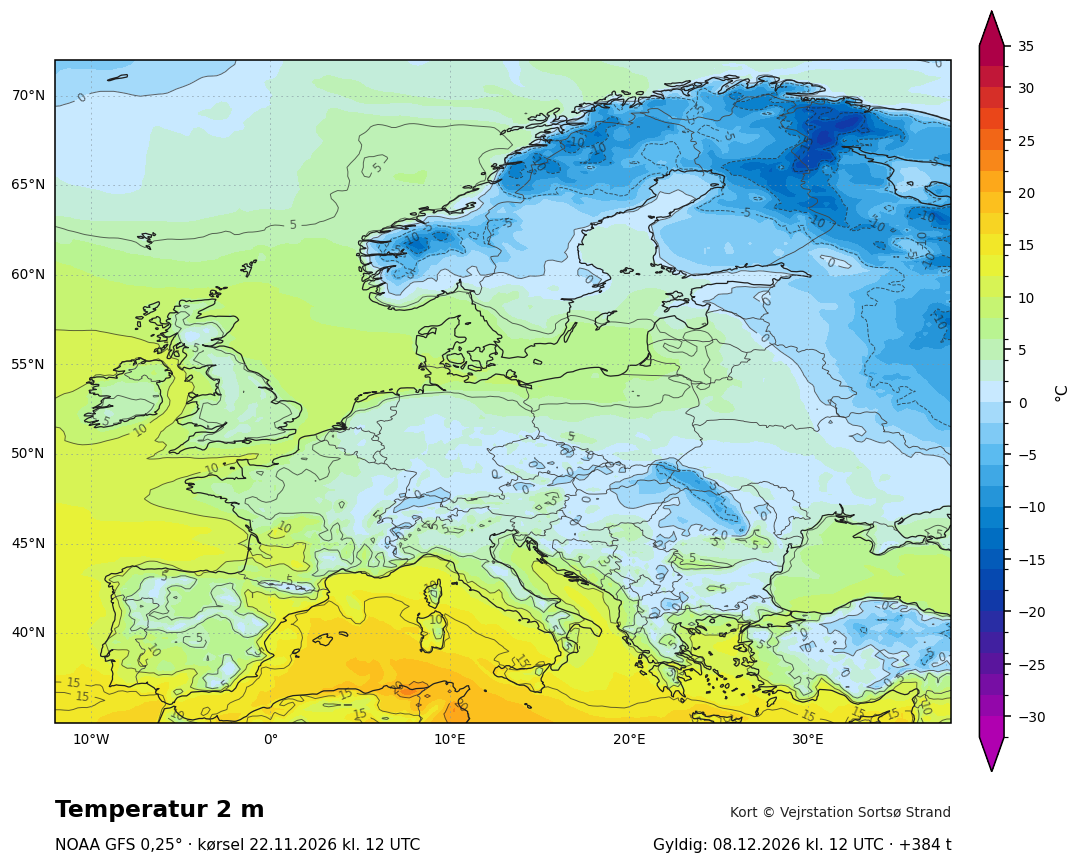 35
30
25
20
15
10
5
0
−5
−10
−15
−20
−25
−30
°C
70°N
65°N
60°N
55°N
50°N
45°N
40°N
10°W 0° 10°E 20°E 30°E
Temperatur 2 m
Kort © Vejrstation Sortsø Strand
NOAA GFS 0,25° · kørsel 22.11.2026 kl. 12 UTC
Gyldig: 08.12.2026 kl. 12 UTC · +384 t